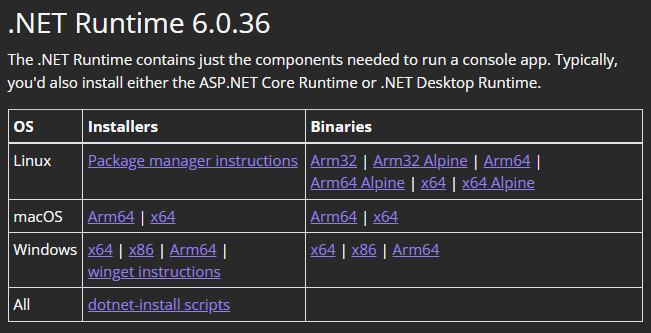 .NET Runtime 6.0.36
The .NET Runtime contains just the components needed to run a console app. Typically,
you'd also install either the ASP.NET Core Runtime or .NET Desktop Runtime.
OS Installers Binaries
Linux Package manager instructions Arm32 | Arm32 Alpine | Arm64 |
Arm64 Alpine | x64 | x64 Alpine
macOS Arm64 | x64 Arm64 | x64
Windows x64 | x86 | Arm64 | x64 | x86 | Arm64
winget instructions
All dotnet-install scripts